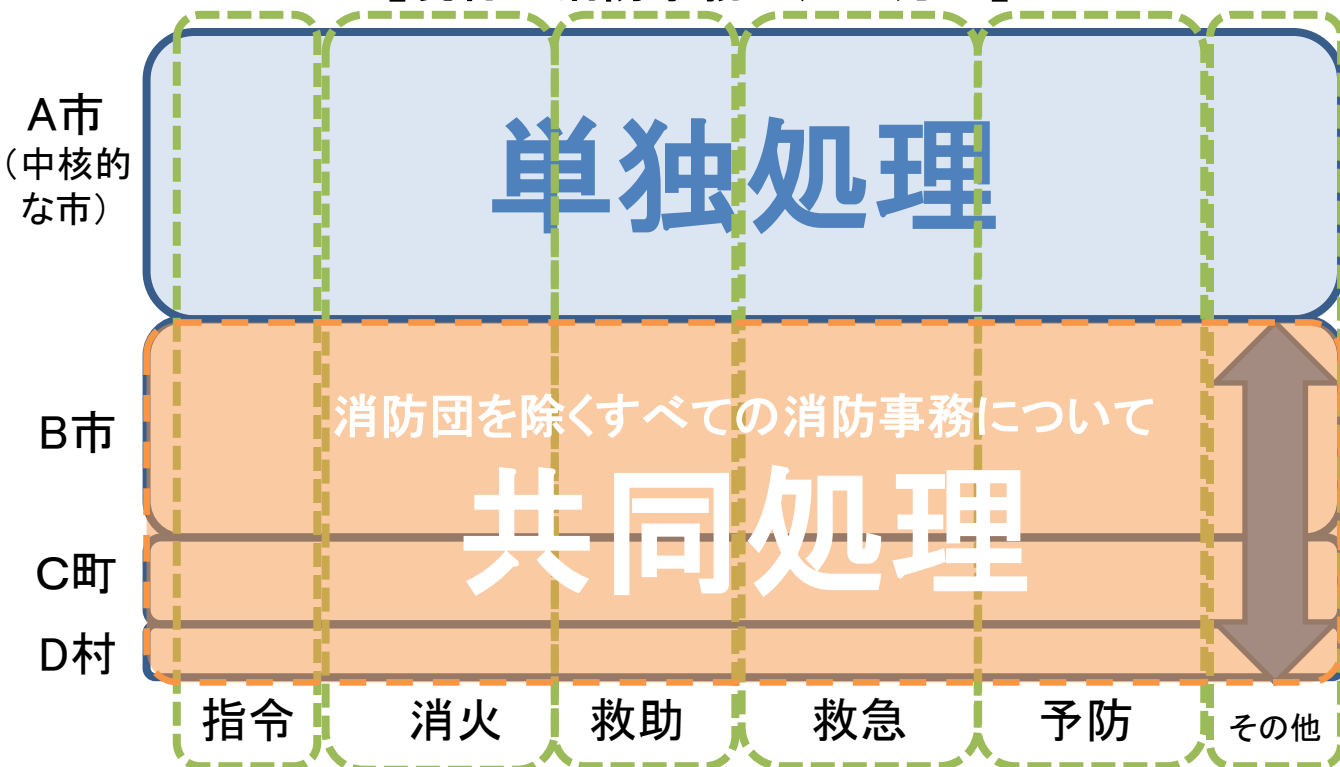 A市
（中核的
な市）
単独処理
B市
消防団を除くすべての消防事務について
共同処理
C町
D村
指令
消火
救助
救急
予防
その他